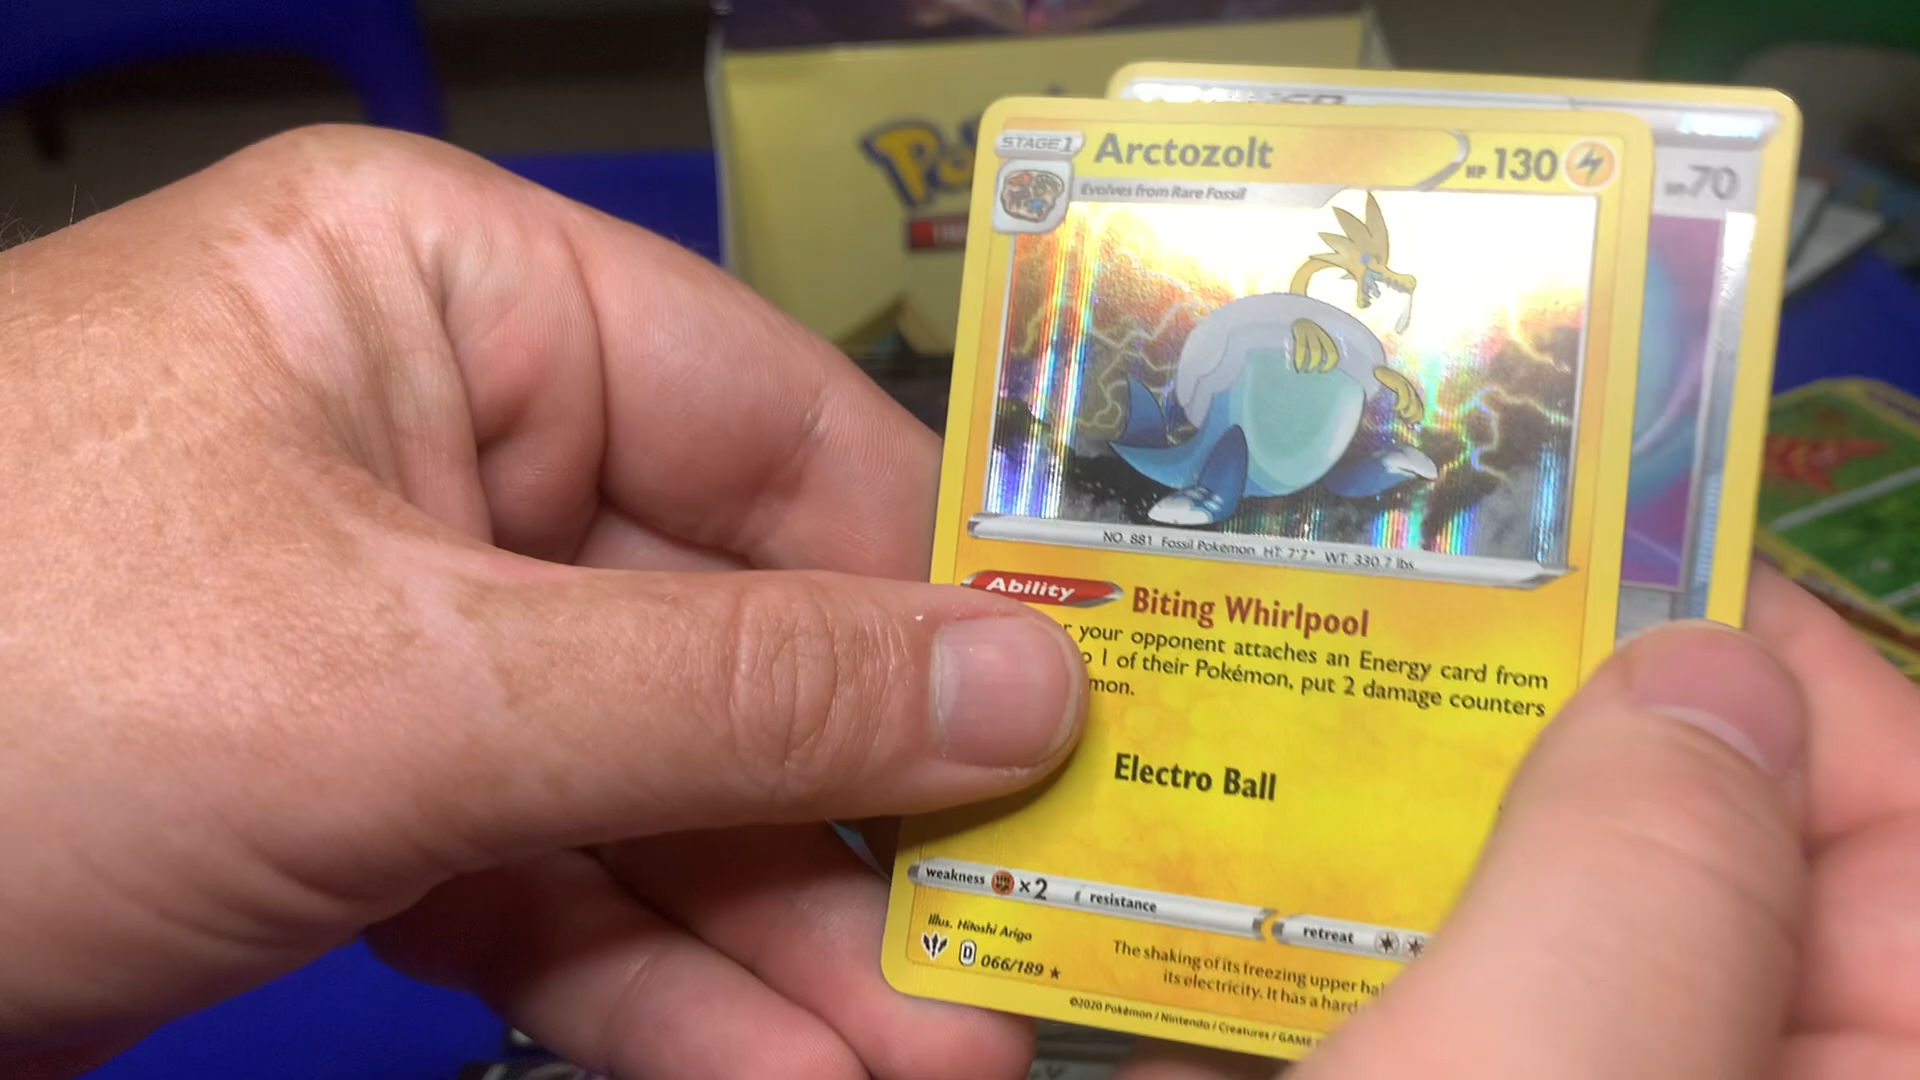 STAGE 1
Arctozolt
HP 130
Evolves from Rare Fossil
HP 70
NO. 881 Fossil Pokémon HT: 7'7" WT: 330.7 lbs.
Ability
Biting Whirlpool
your opponent attaches an Energy card from
1 of their Pokémon, put 2 damage counters
Electro Ball
weakness ×2
resistance
retreat
Illus. Hitoshi Arigo
D 066/189 ★
The shaking of its freezing upper
its electricity. It has a hard
©2020 Pokémon / Nintendo / Creatures / GAME